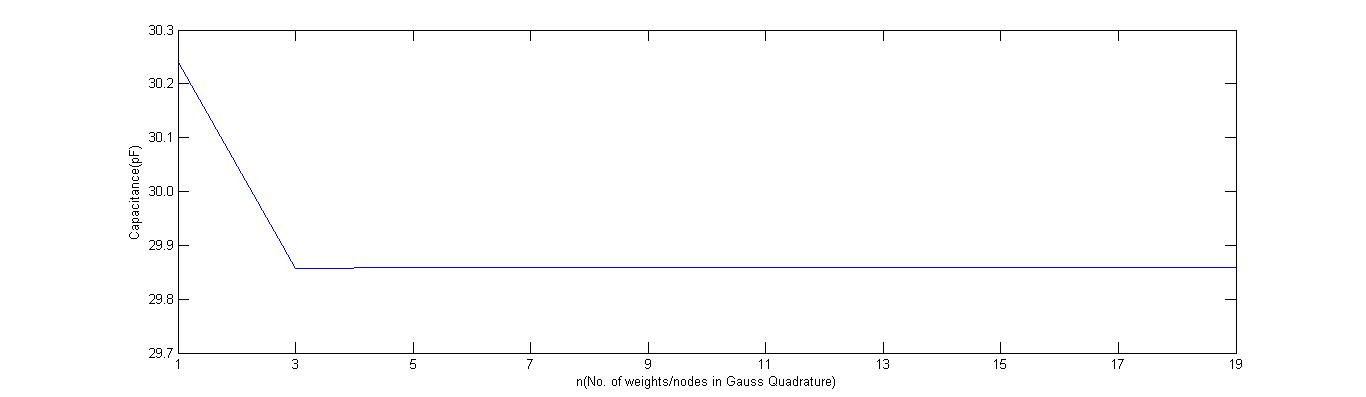 30.3
30.2
30.1
30.0
29.9
29.8
29.7
Capacitance(pF)
1 3 5 7 9 11 13 15 17 19
n(No. of weights/nodes in Gauss Quadrature)